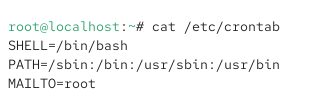 root@localhost:~# cat /etc/crontab
SHELL=/bin/bash
PATH=/sbin:/bin:/usr/sbin:/usr/bin
MAILTO=root